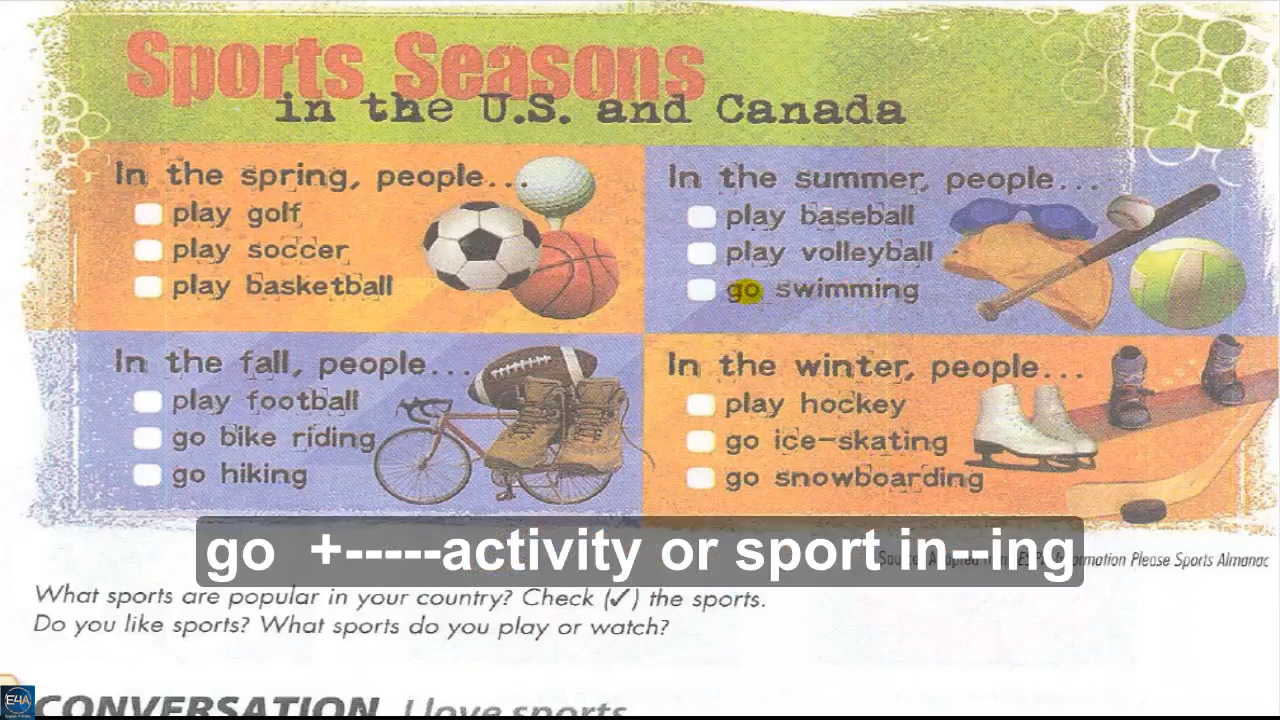 Sports Seasons
in the U.S. and Canada
In the spring, people...
play golf
play soccer
play basketball
In the summer, people...
play baseball
play volleyball
go swimming
In the fall, people...
play football
go bike riding
go hiking
In the winter, people...
play hockey
go ice-skating
go snowboarding
go +-----activity or sport in--ing
Information Please Sports Almanac
What sports are popular in your country? Check (✓) the sports.
Do you like sports? What sports do you play or watch?
E4A
CONVERSATION I love sports